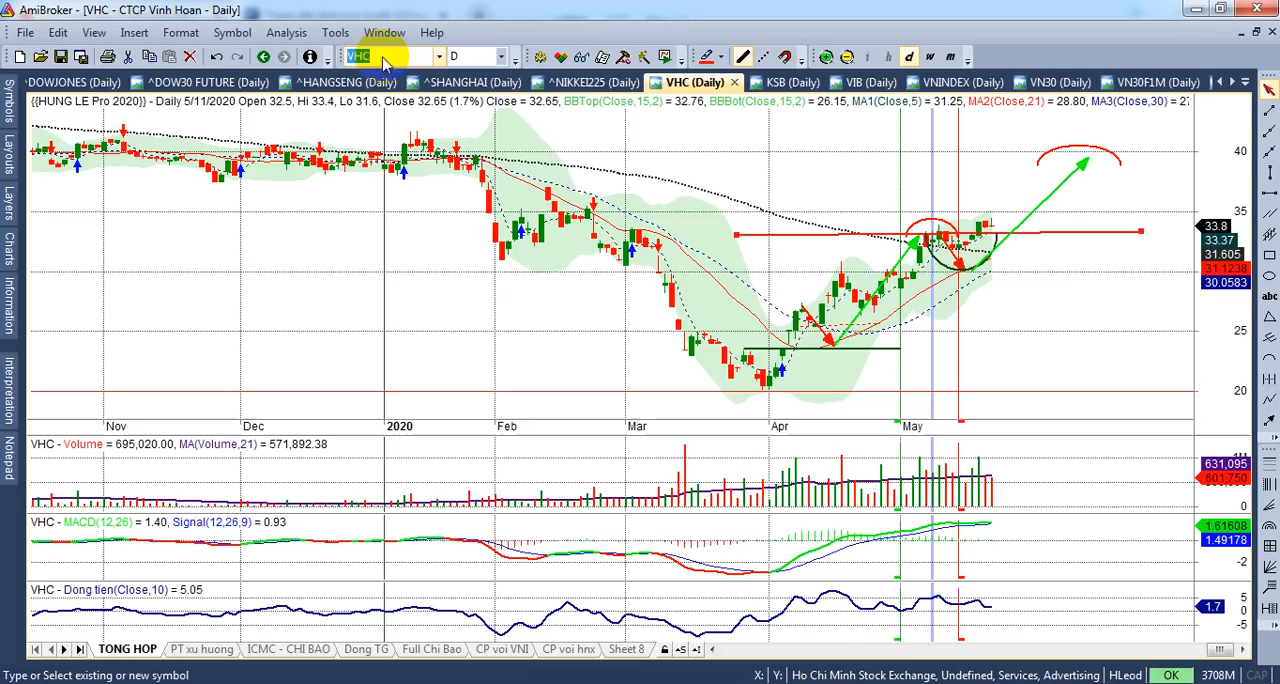 AmiBroker - [VHC - CTCP Vinh Hoan - Daily]
File Edit View Insert Format Symbol Analysis Tools Window Help
VHC D d w m
DOWJONES (Daily) ^DOW30 FUTURE (Daily) ^HANGSENG (Daily) ^SHANGHAI (Daily) ^NIKKEI225 (Daily) VHC (Daily) KSB (Daily) VIB (Daily) VNINDEX (Daily) VN30 (Daily) VN30F1M (Daily)
{{HUNG LE Pro 2020}} - Daily 5/11/2020 Open 32.5, Hi 33.4, Lo 31.6, Close 32.65 (1.7%) Close = 32.65, BBTop(Close,15,2) = 32.76, BBBot(Close,15,2) = 26.15, MA1(Close,5) = 31.25, MA2(Close,21) = 28.80, MA3(Close,30) = 27
Symbols
Layouts
Layers
Charts
Information
Interpretation
Notepad
abc
40
35
33.8
33.37
31.605
31.1238
30.0583
25
20
Nov Dec 2020 Feb Mar Apr May
VHC - Volume = 695,020.00, MA(Volume,21) = 571,892.38
631,095
601,750
VHC - MACD(12,26) = 1.40, Signal(12,26,9) = 0.93
1.61608
1.49178
-2
VHC - Dong tien(Close,10) = 5.05
5
1.7
0
-5
TONG HOP PT xu huong ICMC - CHI BAO Dong TG Full Chi Bao CP voi VNI CP voi hnx Sheet 8
Type or Select existing or new symbol X: Y: Ho Chi Minh Stock Exchange, Undefined, Services, Advertising HLeod OK 3708M CAP